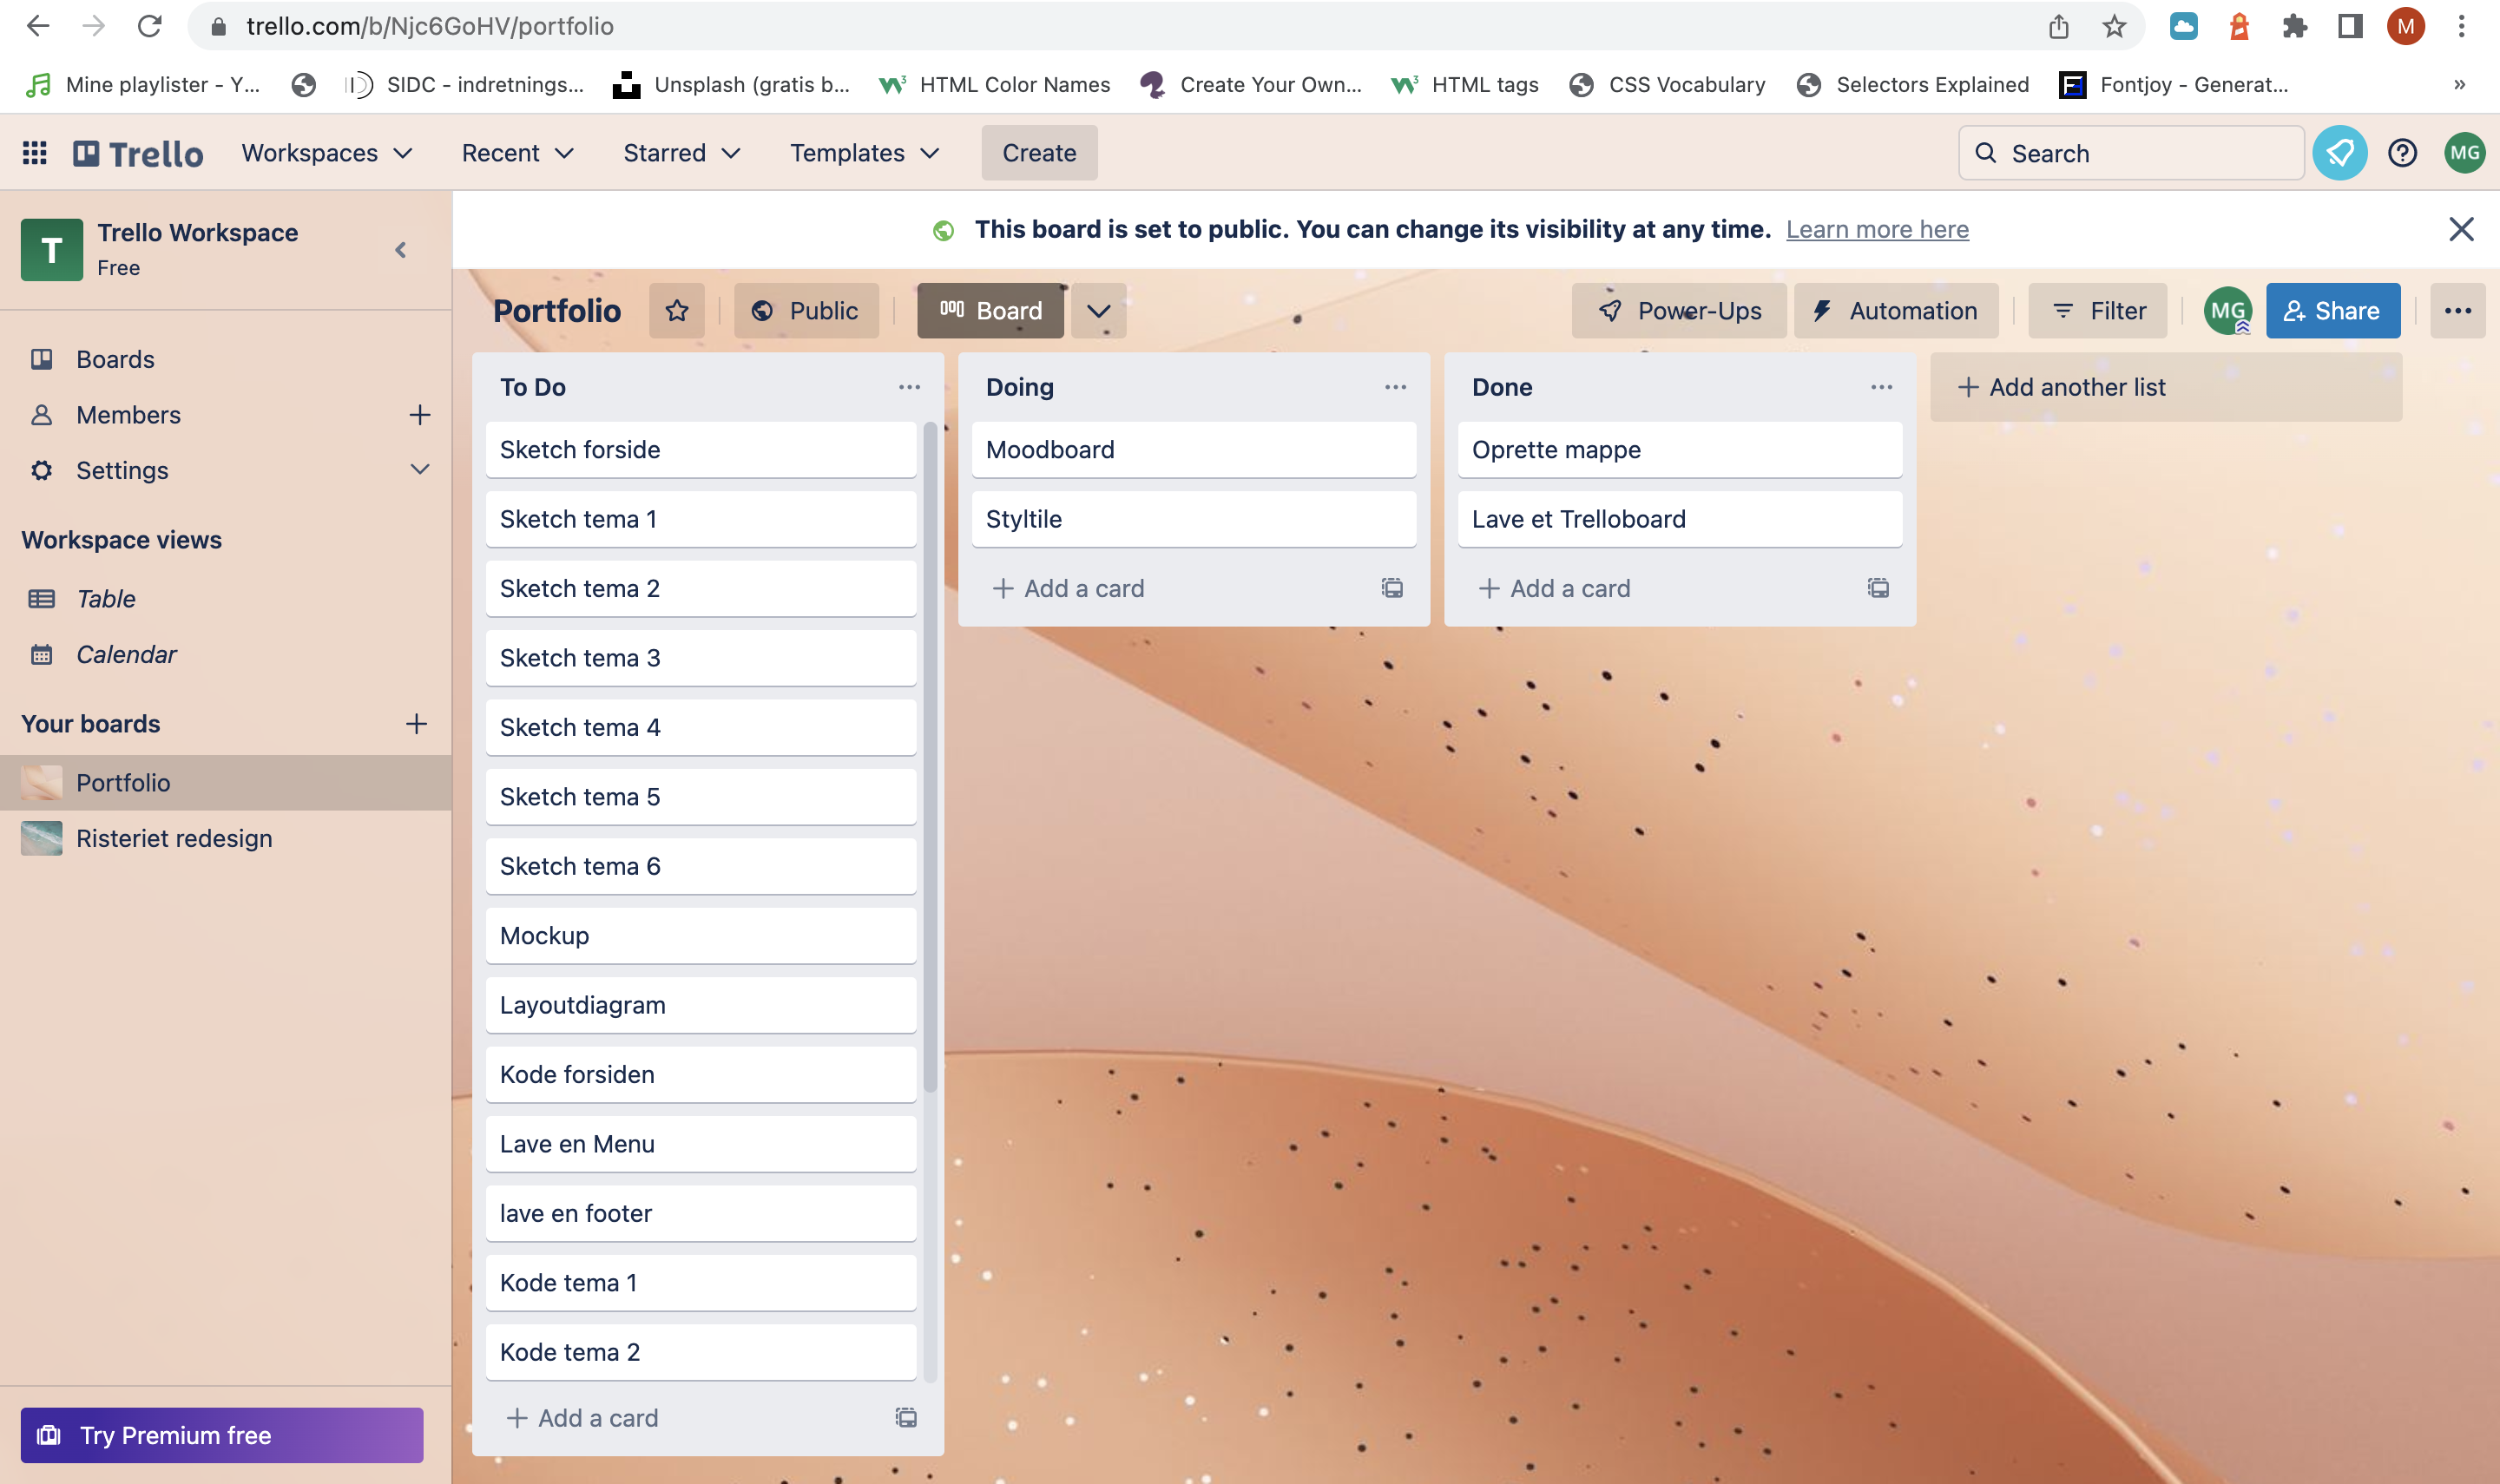 trello.com/b/Njc6GoHV/portfolio
M
Mine playlister - Y...
SIDC - indretnings...
Unsplash (gratis b...
HTML Color Names
Create Your Own...
HTML tags
CSS Vocabulary
Selectors Explained
Fontjoy - Generat...
»
Trello
Workspaces
Recent
Starred
Templates
Create
Search
MG
T
Trello Workspace
Free
This board is set to public. You can change its visibility at any time. Learn more here
Boards
Members
Settings
Workspace views
Table
Calendar
Your boards
Portfolio
Risteriet redesign
Try Premium free
Portfolio
Public
Board
Power-Ups
Automation
Filter
MG
Share
To Do
Sketch forside
Sketch tema 1
Sketch tema 2
Sketch tema 3
Sketch tema 4
Sketch tema 5
Sketch tema 6
Mockup
Layoutdiagram
Kode forsiden
Lave en Menu
lave en footer
Kode tema 1
Kode tema 2
+ Add a card
Doing
Moodboard
Styltile
+ Add a card
Done
Oprette mappe
Lave et Trelloboard
+ Add a card
+ Add another list